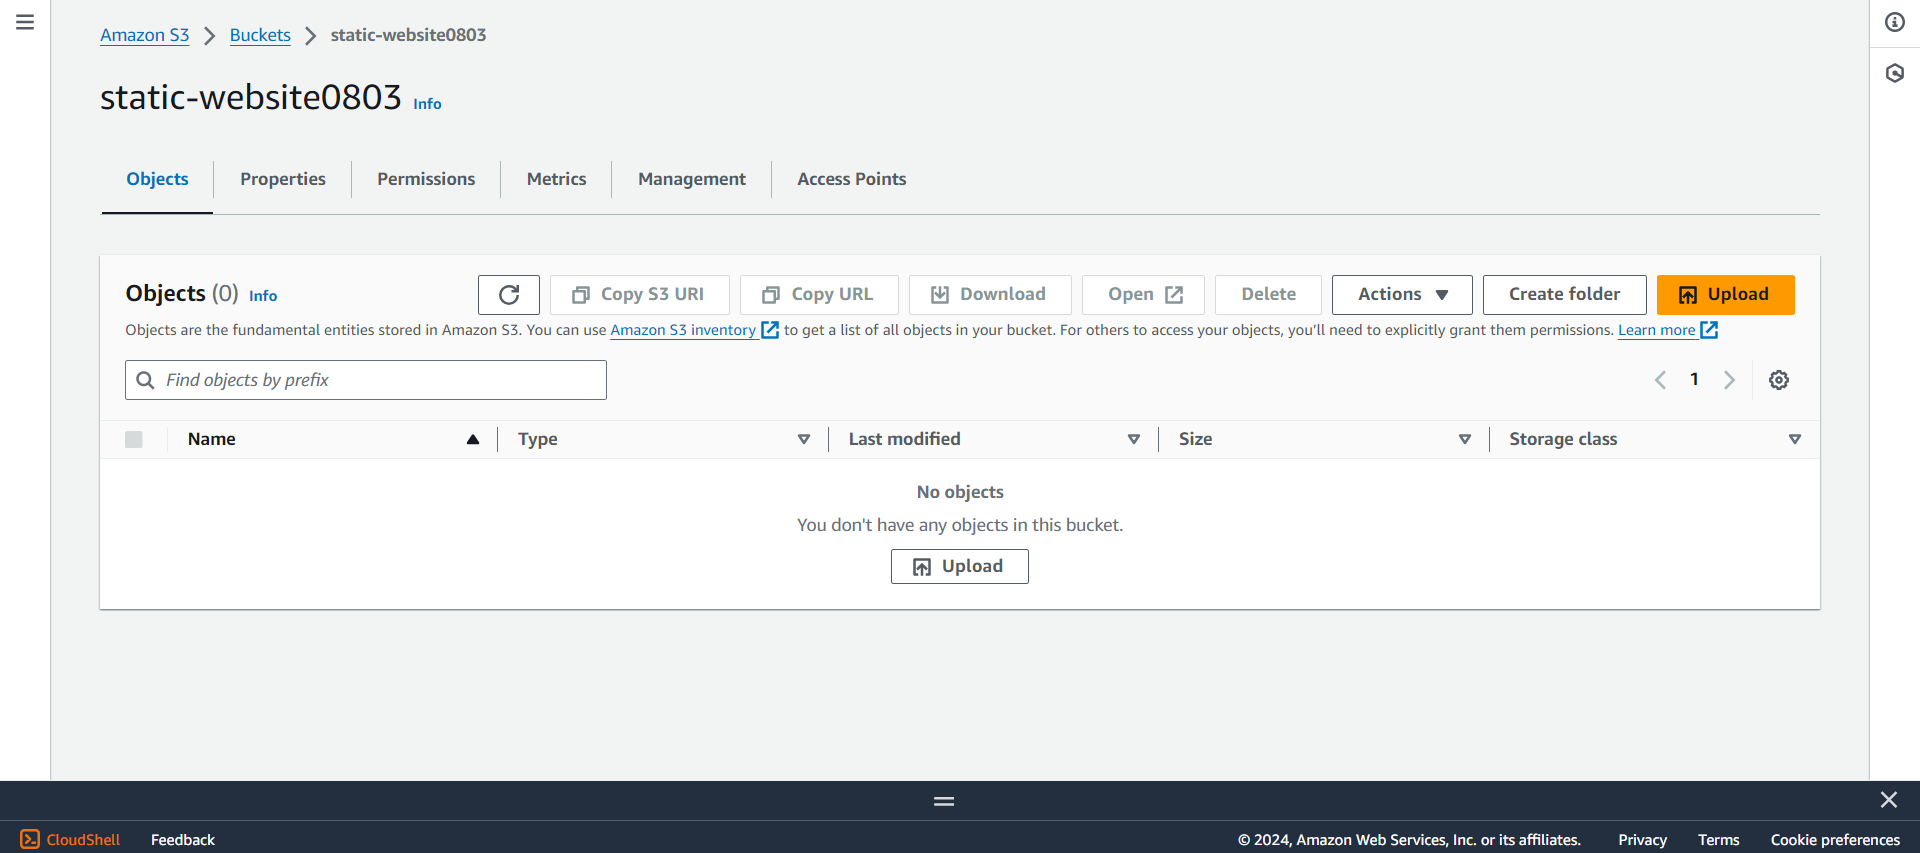 Amazon S3 > Buckets > static-website0803
static-website0803 Info
Objects Properties Permissions Metrics Management Access Points
Objects (0) Info Copy S3 URI Copy URL Download Open Delete Actions Create folder Upload
Objects are the fundamental entities stored in Amazon S3. You can use Amazon S3 inventory to get a list of all objects in your bucket. For others to access your objects, you'll need to explicitly grant them permissions. Learn more
Find objects by prefix 1
Name Type Last modified Size Storage class
No objects
You don't have any objects in this bucket.
Upload
CloudShell Feedback © 2024, Amazon Web Services, Inc. or its affiliates. Privacy Terms Cookie preferences